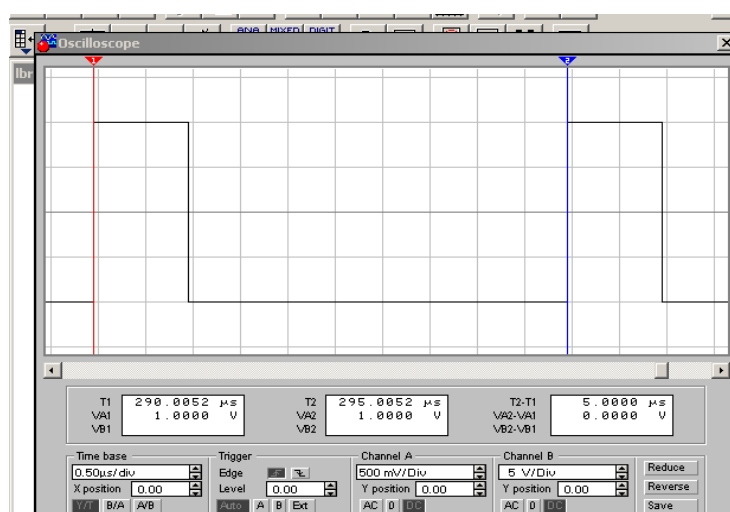 ANA MIXED DIGIT
Oscilloscope
1 2
T1 290.0052 µs T2 295.0052 µs T2-T1 5.0000 µs
VA1 1.0000 V VA2 1.0000 V VA2-VA1 0.0000 V
VB1 VB2 VB2-VB1
Time base Trigger Channel A Channel B
0.50µs/div Edge 500 mV/Div 5 V/Div Reduce
X position 0.00 Level 0.00 Y position 0.00 Y position 0.00 Reverse
Y/T B/A A/B Auto A B Ext AC 0 DC AC 0 DC Save